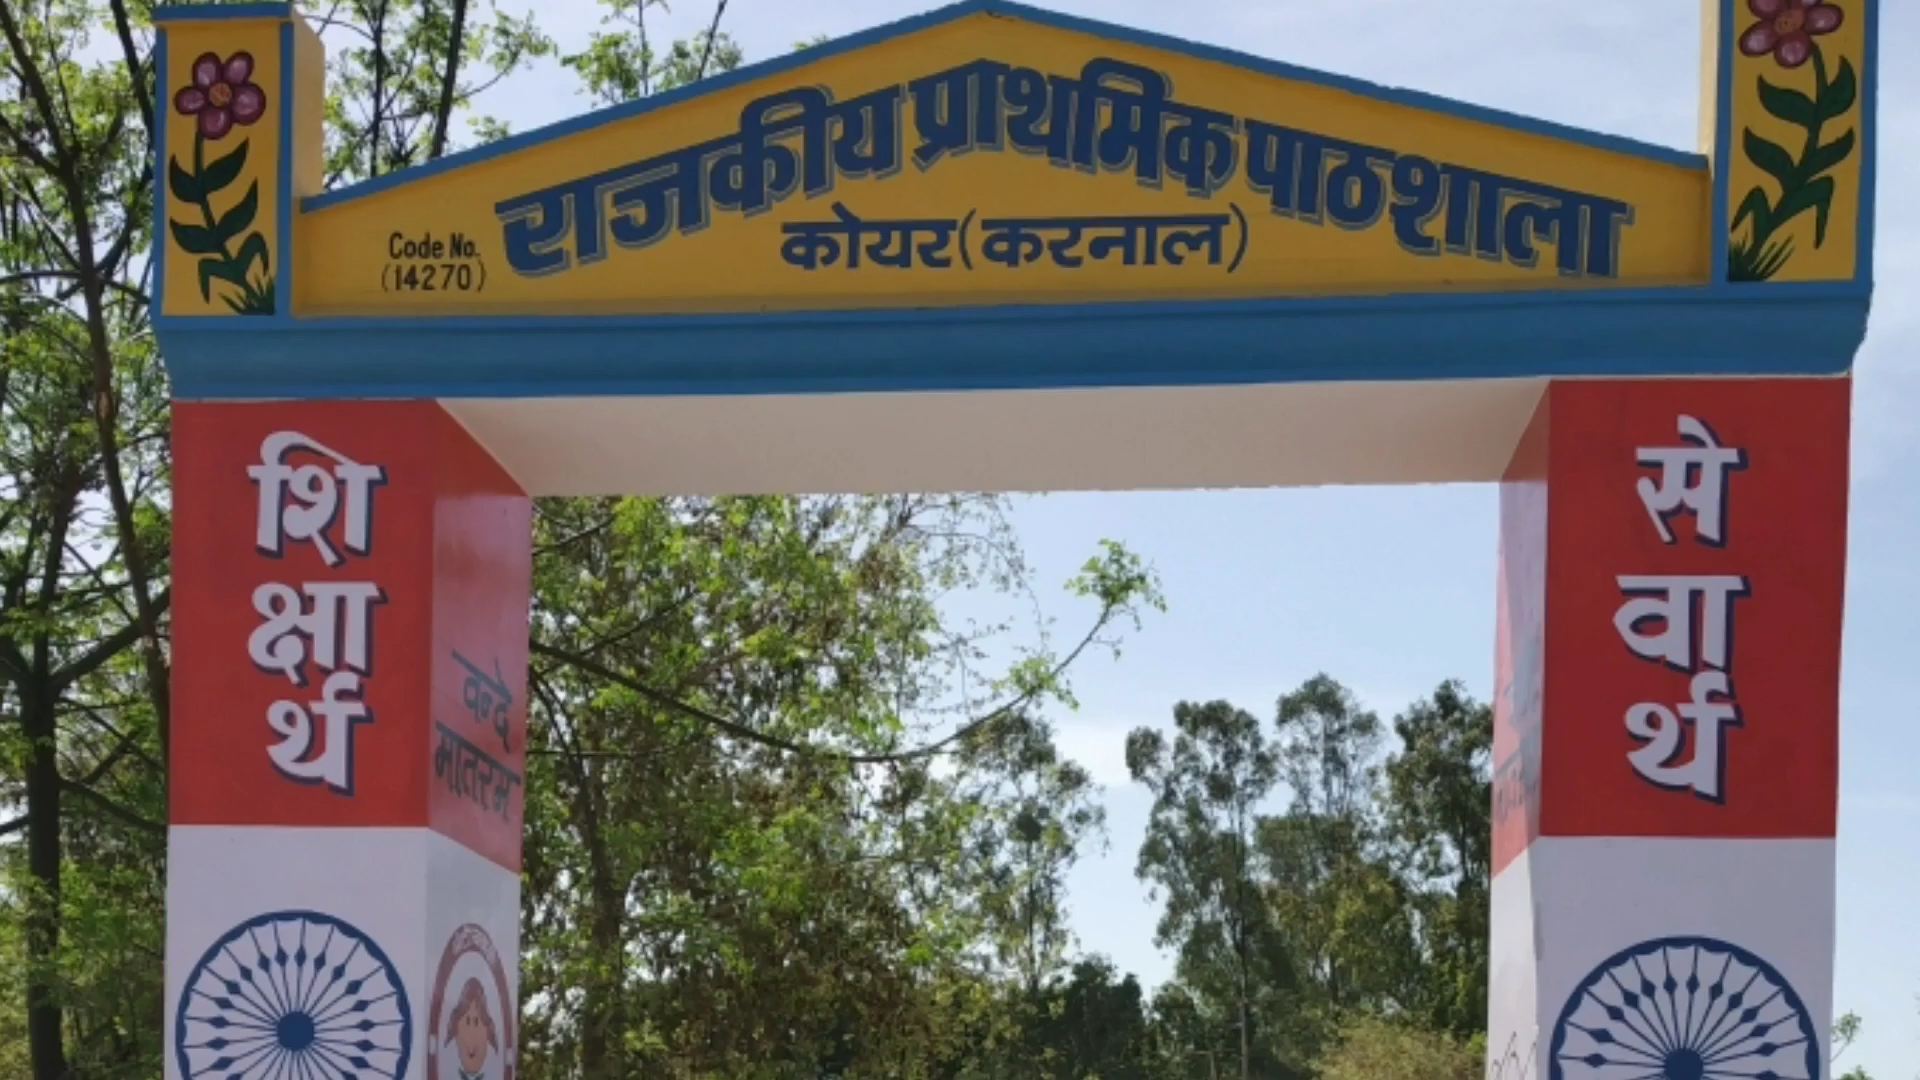 राजकीय प्राथमिक पाठशाला
कोयर (करनाल)
Code No.
(14270)
शि
क्षा
र्थ
वन्दे
मातरम
से
वा
र्थ